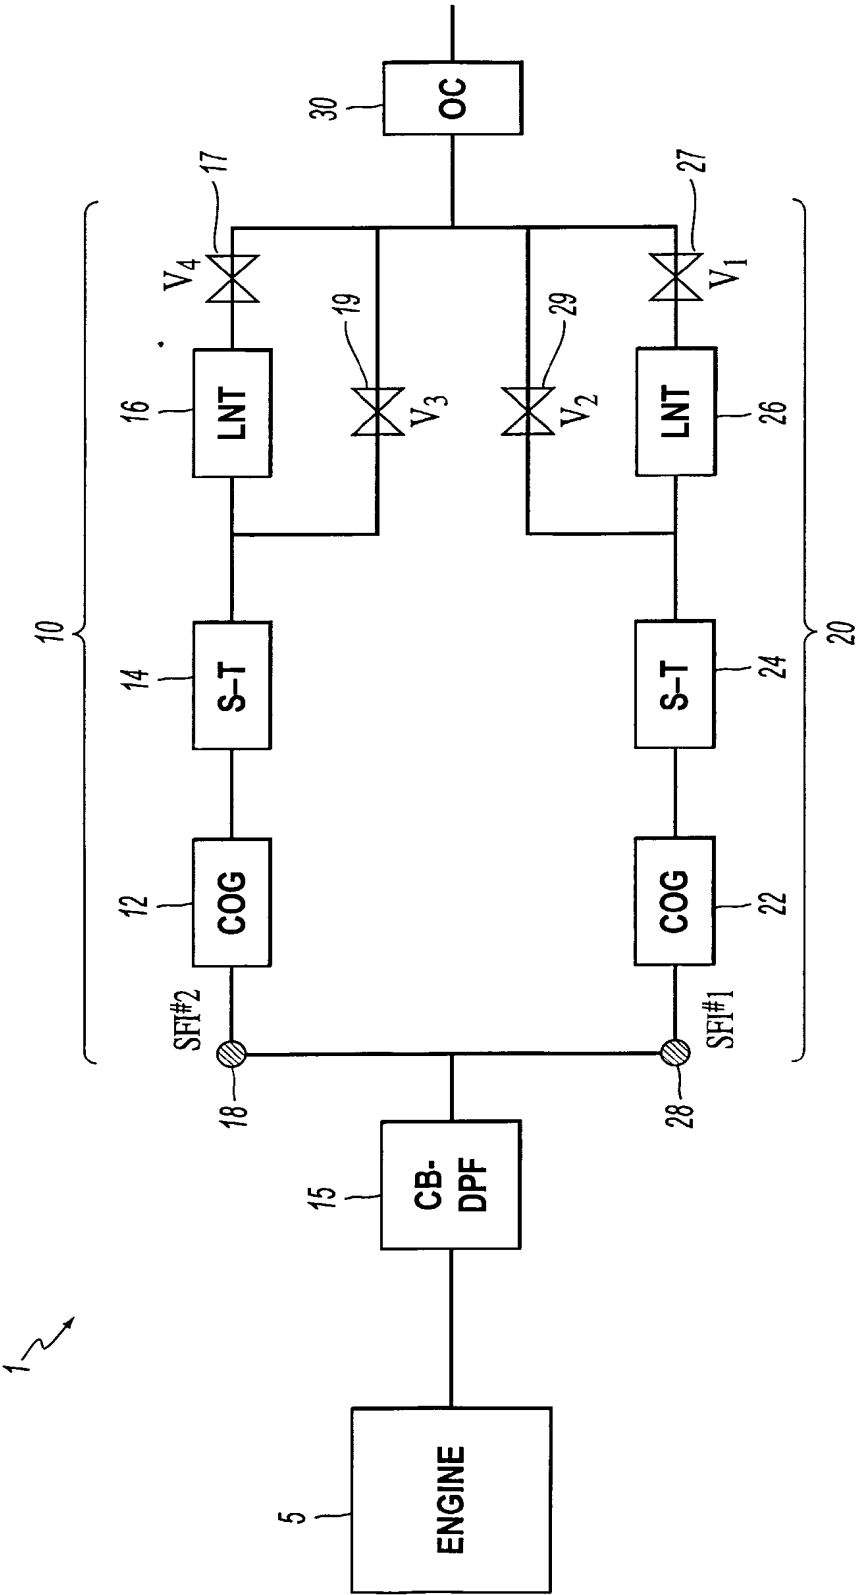 1
5
ENGINE
15
CB-
DPF
10
18
SFI#2
12
COG
14
S–T
16
LNT
V4
17
19
V3
28
SFI#1
22
COG
24
S–T
26
LNT
V1
27
29
V2
20
30
OC